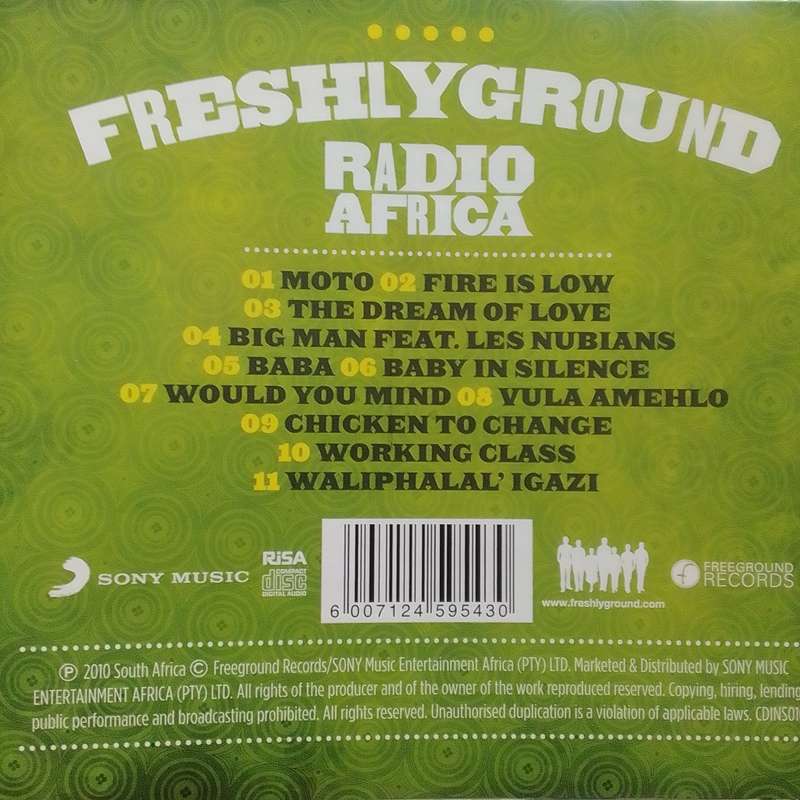 FRESHLYGROUND
RADIO
AFRICA
01 MOTO 02 FIRE IS LOW
03 THE DREAM OF LOVE
04 BIG MAN FEAT. LES NUBIANS
05 BABA 06 BABY IN SILENCE
07 WOULD YOU MIND 08 VULA AMEHLO
09 CHICKEN TO CHANGE
10 WORKING CLASS
11 WALIPHALAL' IGAZI
SONY MUSIC
RiSA
COMPACT
disc
DIGITAL AUDIO
6 007124 595430
www.freshlyground.com
f
FREEGROUND
RECORDS
℗ 2010 South Africa © Freeground Records/SONY Music Entertainment Africa (PTY) LTD. Marketed & Distributed by SONY MUSIC
ENTERTAINMENT AFRICA (PTY) LTD. All rights of the producer and of the owner of the work reproduced reserved. Copying, hiring, lending
public performance and broadcasting prohibited. All rights reserved. Unauthorised duplication is a violation of applicable laws.